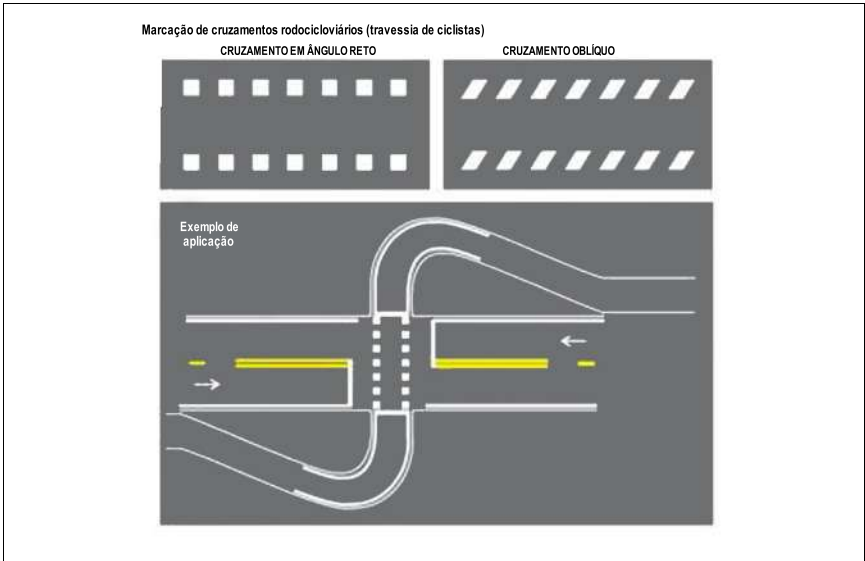 Marcação de cruzamentos rodocicloviários (travessia de ciclistas)
CRUZAMENTO EM ÂNGULO RETO
CRUZAMENTO OBLÍQUO
Exemplo de
aplicação